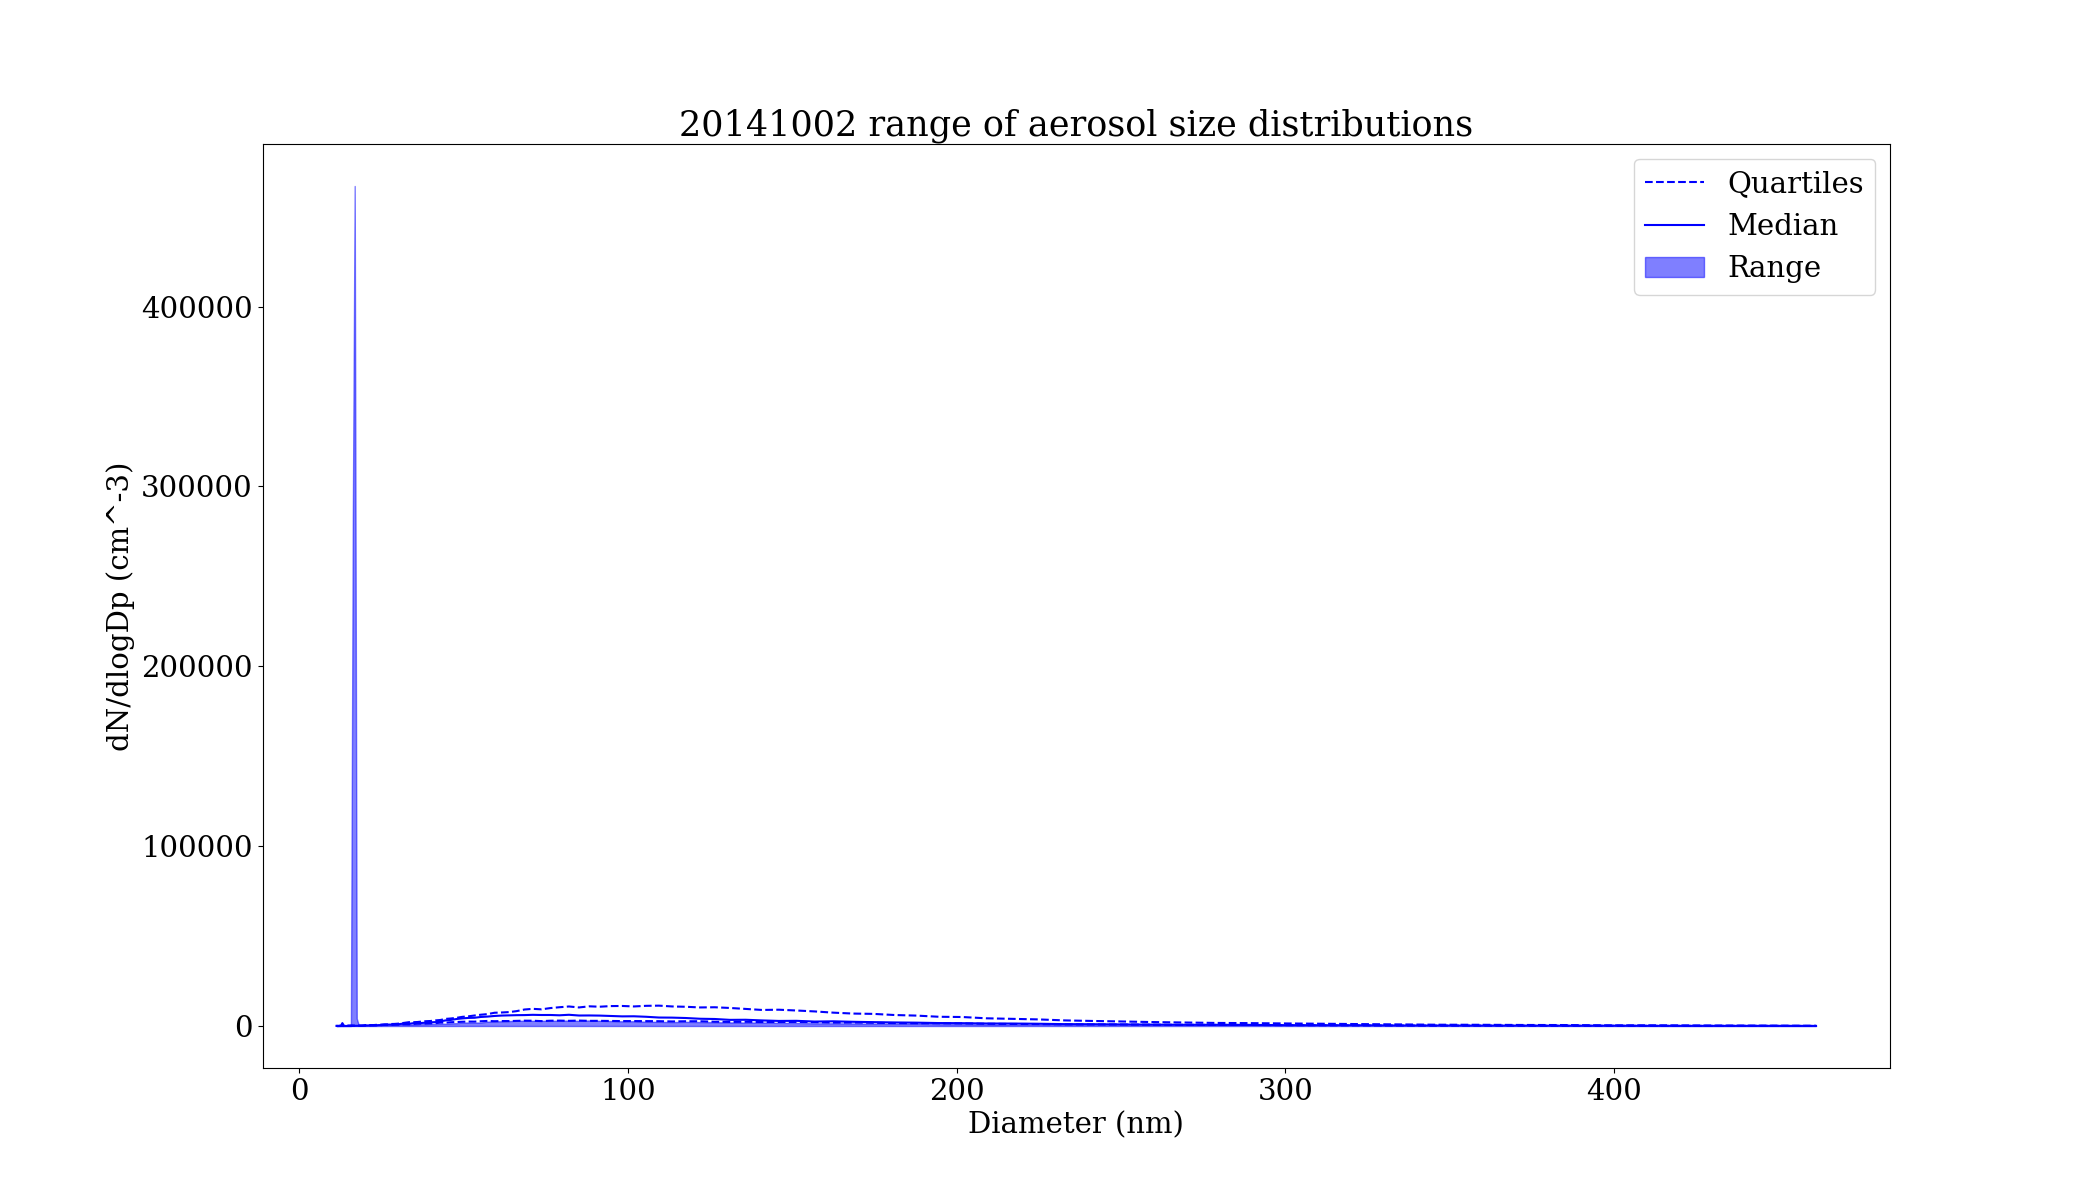 20141002 range of aerosol size distributions
Quartiles
Median
Range
400000
300000
200000
100000
0
dN/dlogDp (cm^-3)
0 100 200 300 400
Diameter (nm)